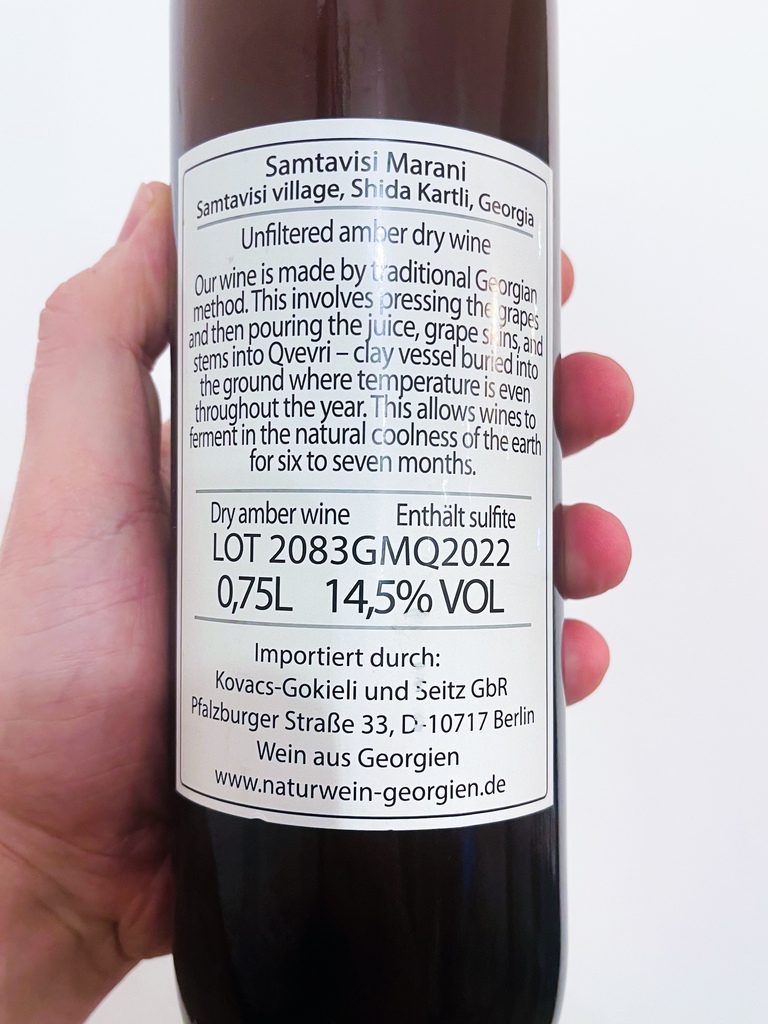 Samtavisi Marani
Samtavisi village, Shida Kartli, Georgia
Unfiltered amber dry wine
Our wine is made by traditional Georgian
method. This involves pressing the grapes
and then pouring the juice, grape skins, and
stems into Qvevri – clay vessel buried into
the ground where temperature is even
throughout the year. This allows wines to
ferment in the natural coolness of the earth
for six to seven months.
Dry amber wine Enthält sulfite
LOT 2083GMQ2022
0,75L 14,5% VOL
Importiert durch:
Kovacs-Gokieli und Seitz GbR
Pfalzburger Straße 33, D-10717 Berlin
Wein aus Georgien
www.naturwein-georgien.de